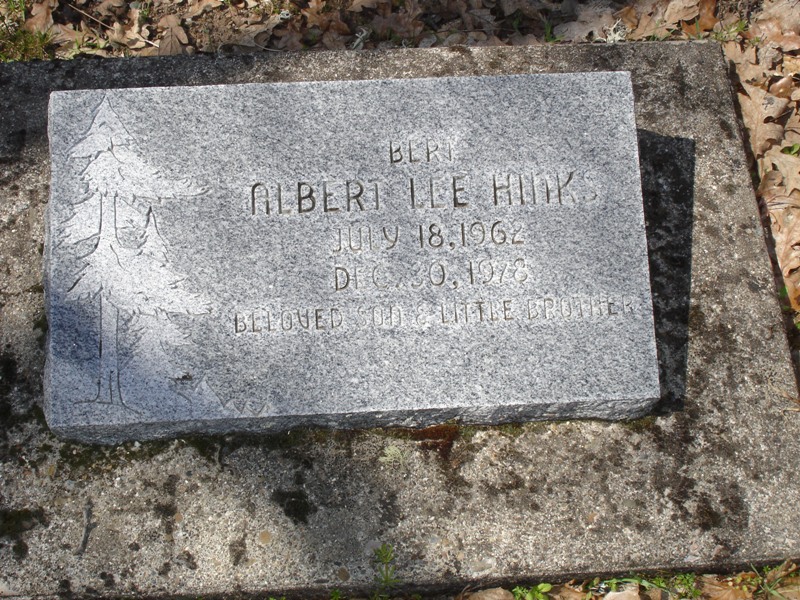 BERT
ALBERT LEE HINKS
JULY 18, 1962
DEC. 30, 1978
BELOVED SON & LITTLE BROTHER